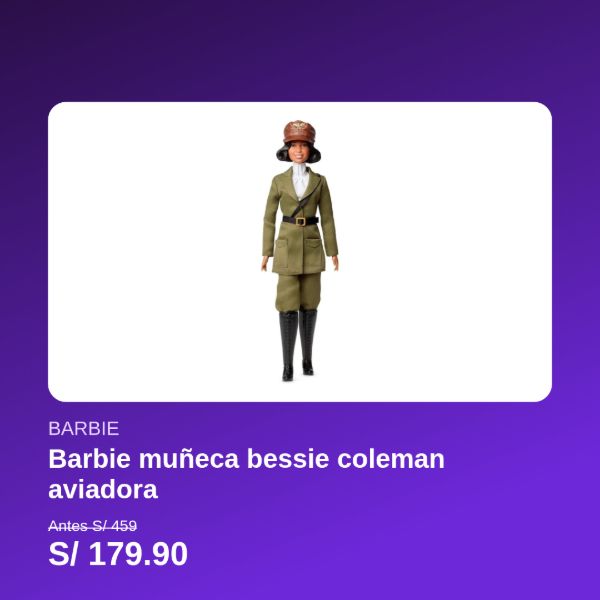 BARBIE
Barbie muñeca bessie coleman
aviadora
Antes S/ 459
S/ 179.90